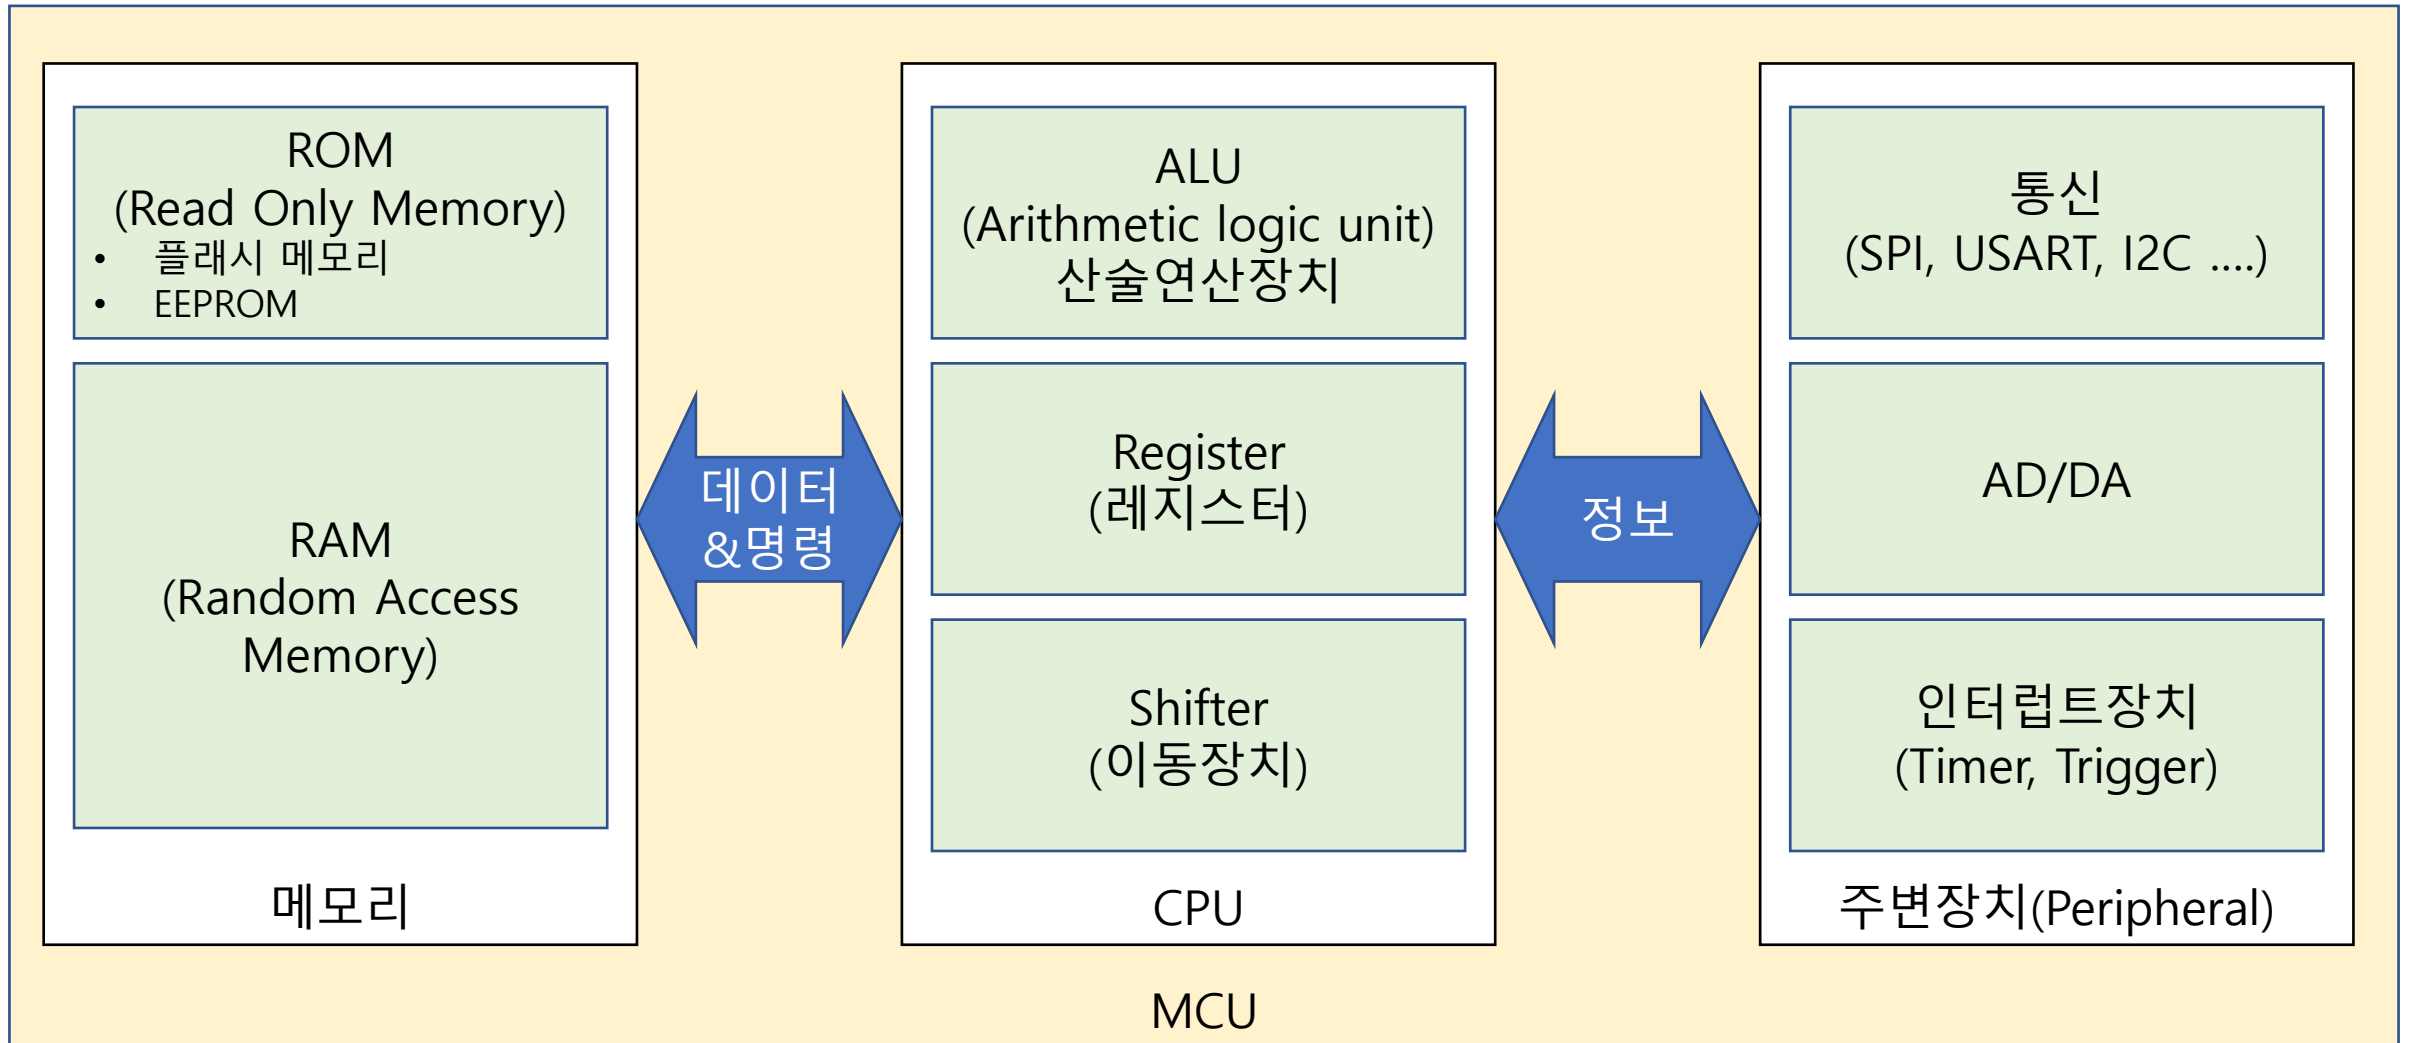 ROM
(Read Only Memory)
• 플래시 메모리
• EEPROM
RAM
(Random Access
Memory)
메모리
데이터
&명령
ALU
(Arithmetic logic unit)
산술연산장치
Register
(레지스터)
Shifter
(이동장치)
CPU
정보
통신
(SPI, USART, I2C ....)
AD/DA
인터럽트장치
(Timer, Trigger)
주변장치(Peripheral)
MCU